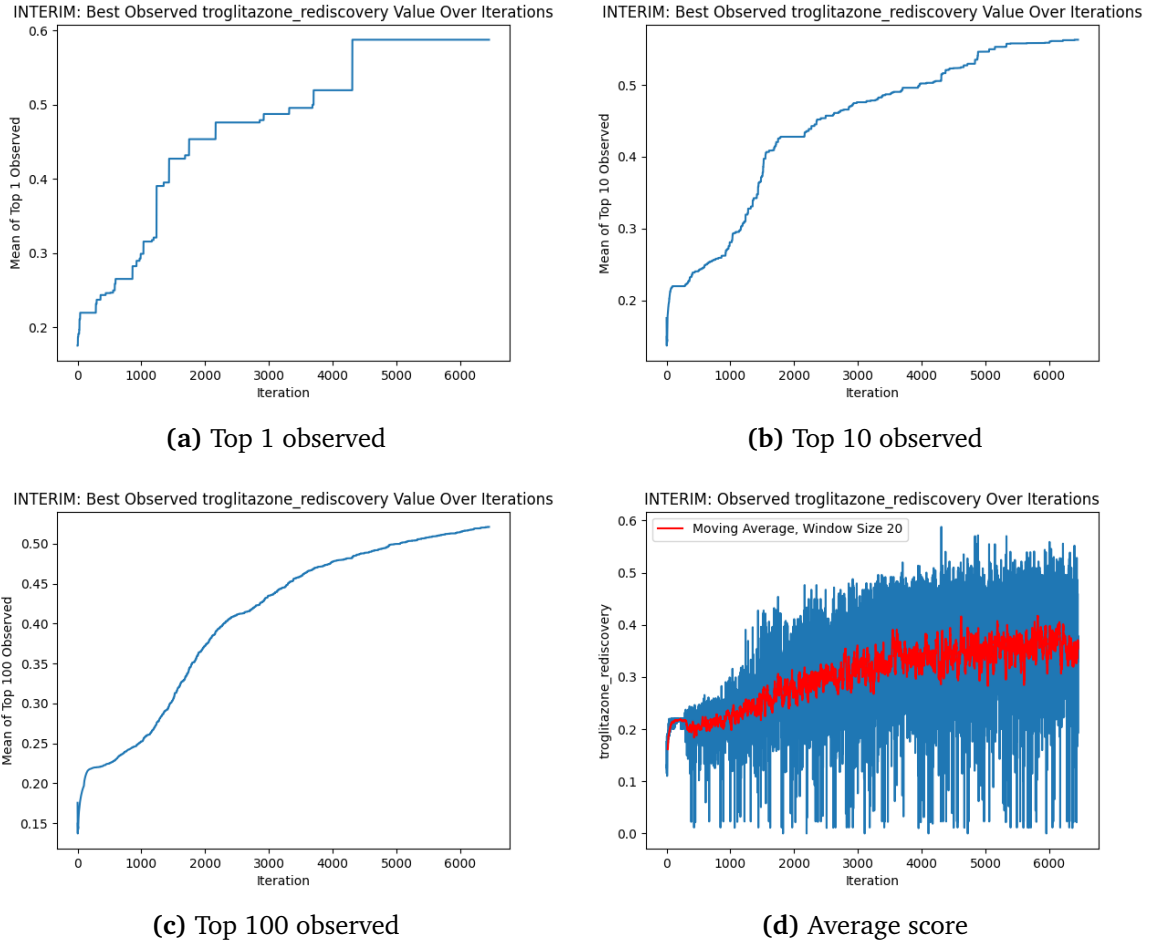 INTERIM: Best Observed troglitazone_rediscovery Value Over Iterations
0.6
0.5
0.4
0.3
0.2
Mean of Top 1 Observed
0 1000 2000 3000 4000 5000 6000
Iteration
(a) Top 1 observed
INTERIM: Best Observed troglitazone_rediscovery Value Over Iterations
0.5
0.4
0.3
0.2
Mean of Top 10 Observed
0 1000 2000 3000 4000 5000 6000
Iteration
(b) Top 10 observed
INTERIM: Best Observed troglitazone_rediscovery Value Over Iterations
0.50
0.45
0.40
0.35
0.30
0.25
0.20
0.15
Mean of Top 100 Observed
0 1000 2000 3000 4000 5000 6000
Iteration
(c) Top 100 observed
INTERIM: Observed troglitazone_rediscovery Over Iterations
Moving Average, Window Size 20
0.6
0.5
0.4
0.3
0.2
0.1
0.0
troglitazone_rediscovery
0 1000 2000 3000 4000 5000 6000
Iteration
(d) Average score